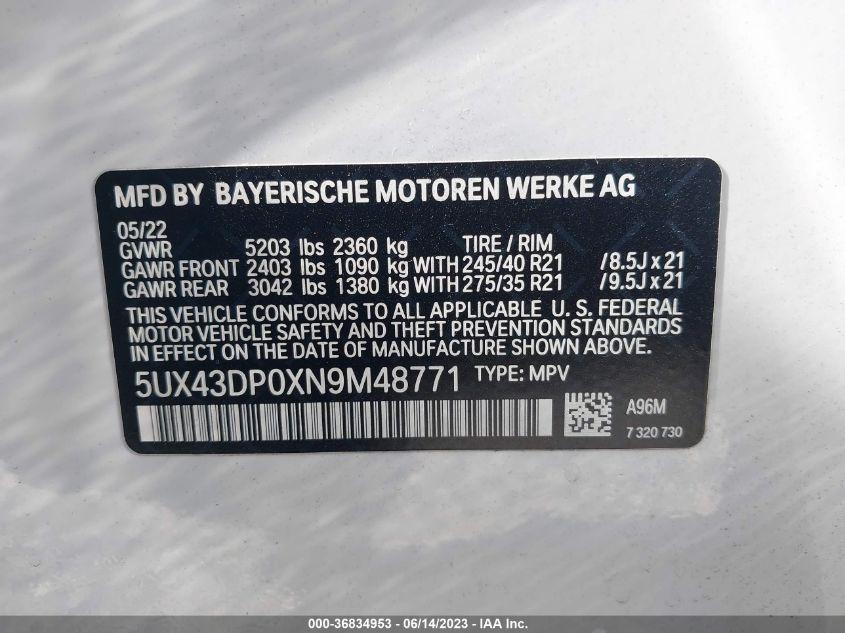 MFD BY BAYERISCHE MOTOREN WERKE AG
05/22
GVWR 5203 lbs 2360 kg TIRE / RIM
GAWR FRONT 2403 lbs 1090 kg WITH 245/40 R21 / 8.5J x 21
GAWR REAR 3042 lbs 1380 kg WITH 275/35 R21 / 9.5J x 21
THIS VEHICLE CONFORMS TO ALL APPLICABLE U. S. FEDERAL
MOTOR VEHICLE SAFETY AND THEFT PREVENTION STANDARDS
IN EFFECT ON THE DATE OF MANUFACTURE SHOWN ABOVE.
5UX43DP0XN9M48771 TYPE: MPV
A96M
7 320 730
000-36834953 - 06/14/2023 - IAA Inc.